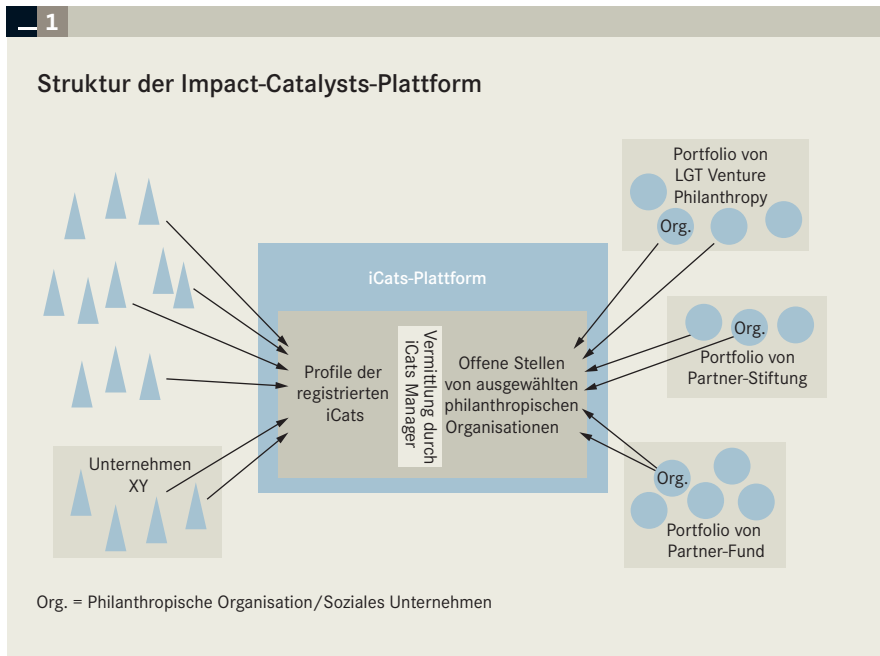 1
Struktur der Impact-Catalysts-Plattform
Unternehmen
XY
iCats-Plattform
Profile der
registrierten
iCats
Vermittlung durch
iCats Manager
Offene Stellen
von ausgewählten
philanthropischen
Organisationen
Portfolio von
LGT Venture
Philanthropy
Org.
Org.
Portfolio von
Partner-Stiftung
Org.
Portfolio von
Partner-Fund
Org. = Philanthropische Organisation/Soziales Unternehmen